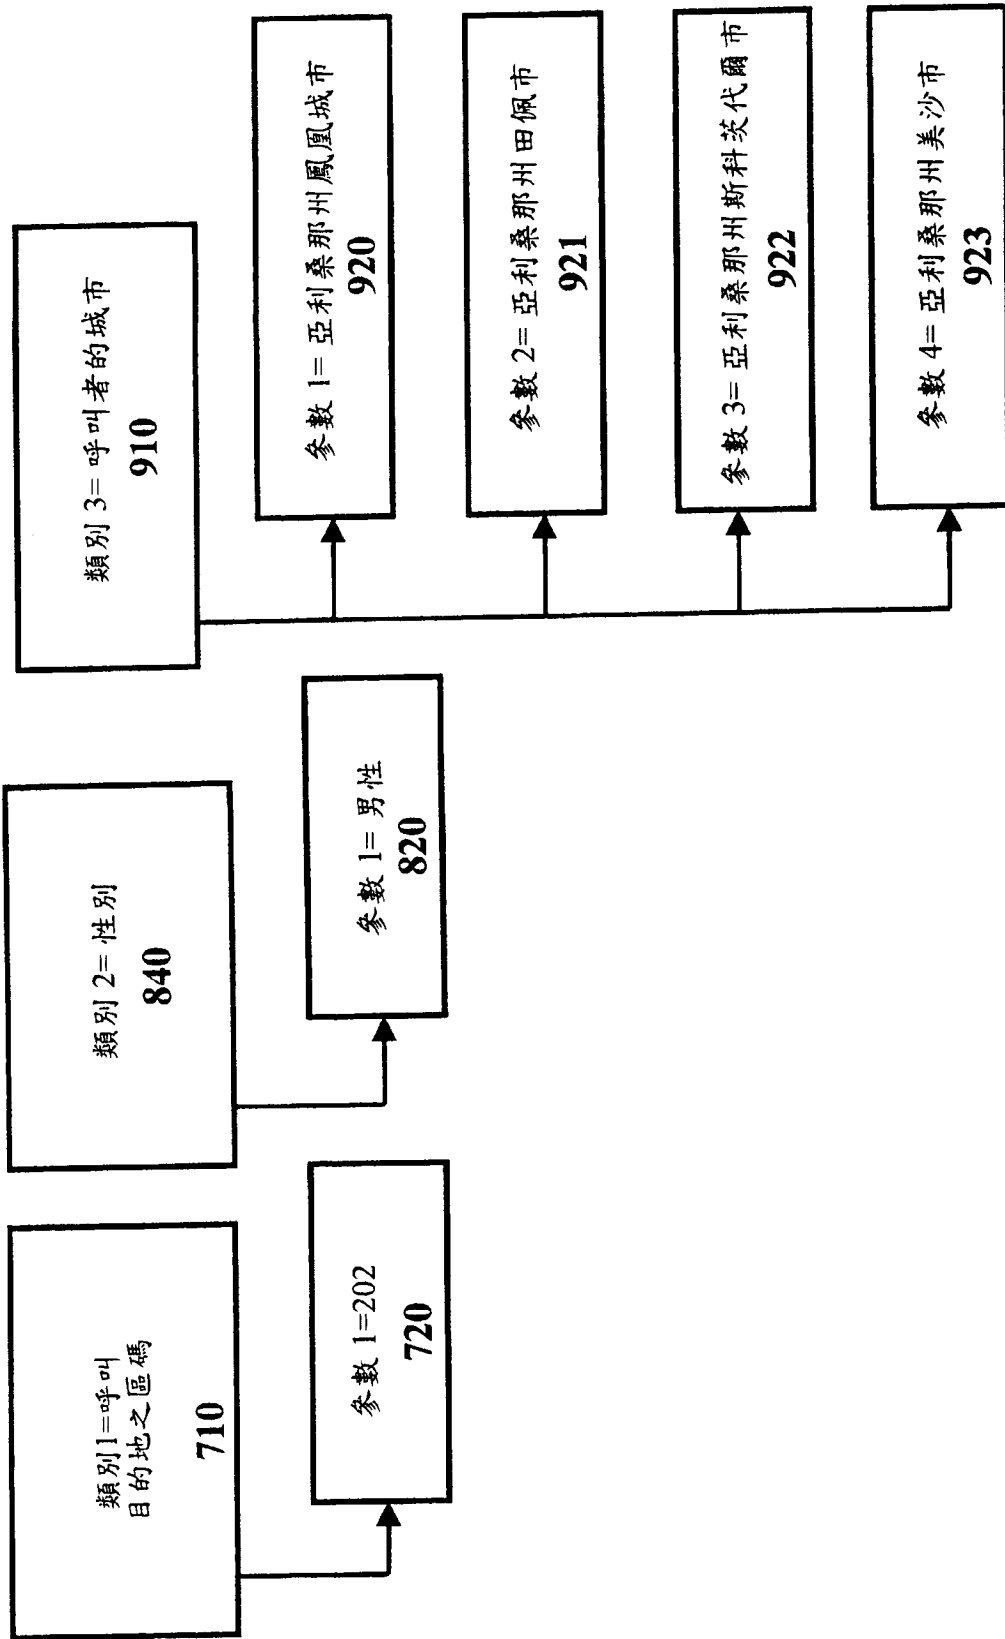 類別1=呼叫
目的地之區碼
710
參數 1=202
720
類別 2= 性別
840
參數 1= 男性
820
類別 3= 呼叫者的城市
910
參數 1= 亞利桑那州鳳凰城市
920
參數 2= 亞利桑那州田佩市
921
參數 3= 亞利桑那州斯科茨代爾市
922
參數 4= 亞利桑那州美沙市
923